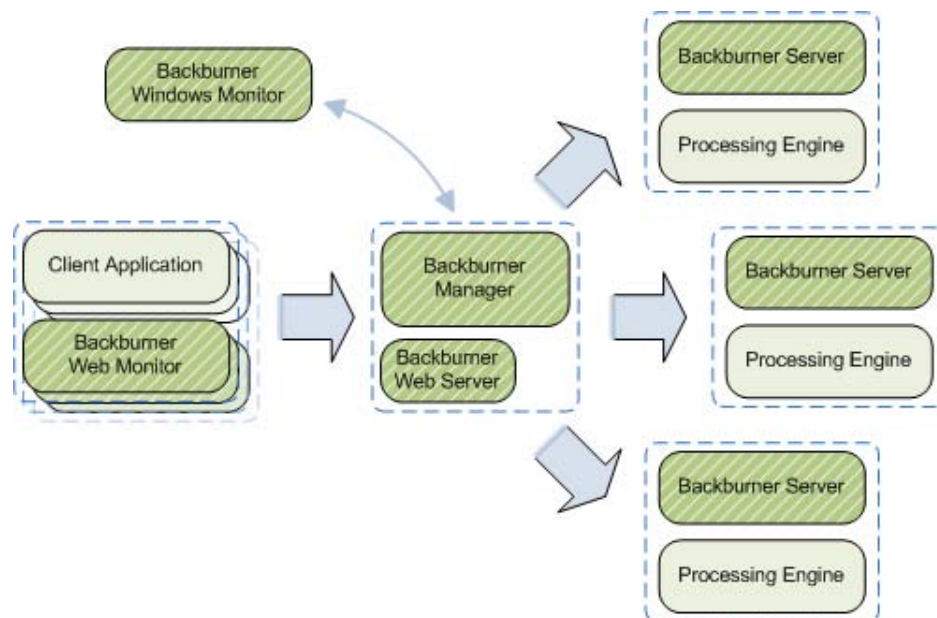 Backburner
Windows Monitor
Client Application
Backburner
Web Monitor
Backburner
Manager
Backburner
Web Server
Backburner Server
Processing Engine
Backburner Server
Processing Engine
Backburner Server
Processing Engine